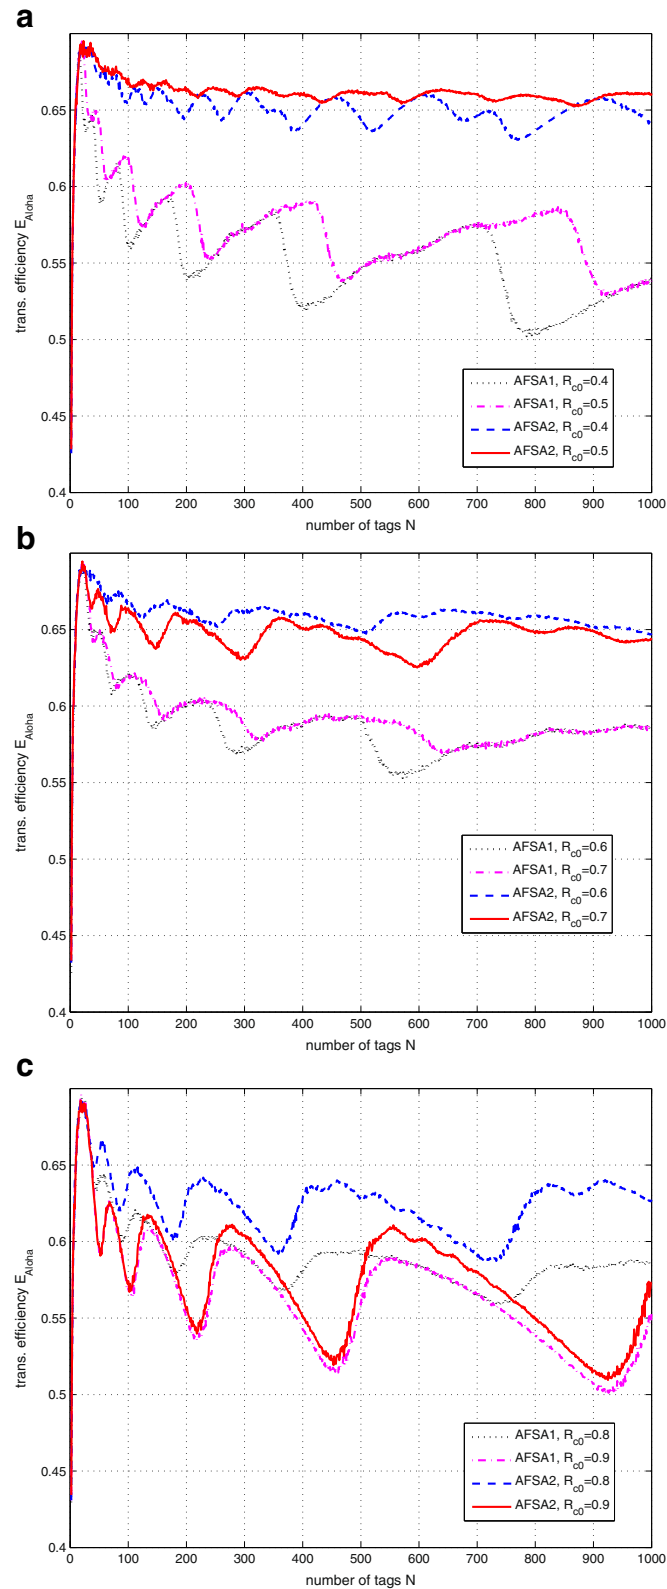 a
0.65
0.6
0.55
0.5
0.45
0.4
trans. efficiency E_Aloha
0 100 200 300 400 500 600 700 800 900 1000
number of tags N
AFSA1, R_c0=0.4
AFSA1, R_c0=0.5
AFSA2, R_c0=0.4
AFSA2, R_c0=0.5
b
0.65
0.6
0.55
0.5
0.45
0.4
trans. efficiency E_Aloha
0 100 200 300 400 500 600 700 800 900 1000
number of tags N
AFSA1, R_c0=0.6
AFSA1, R_c0=0.7
AFSA2, R_c0=0.6
AFSA2, R_c0=0.7
c
0.65
0.6
0.55
0.5
0.45
0.4
trans. efficiency E_Aloha
0 100 200 300 400 500 600 700 800 900 1000
number of tags N
AFSA1, R_c0=0.8
AFSA1, R_c0=0.9
AFSA2, R_c0=0.8
AFSA2, R_c0=0.9